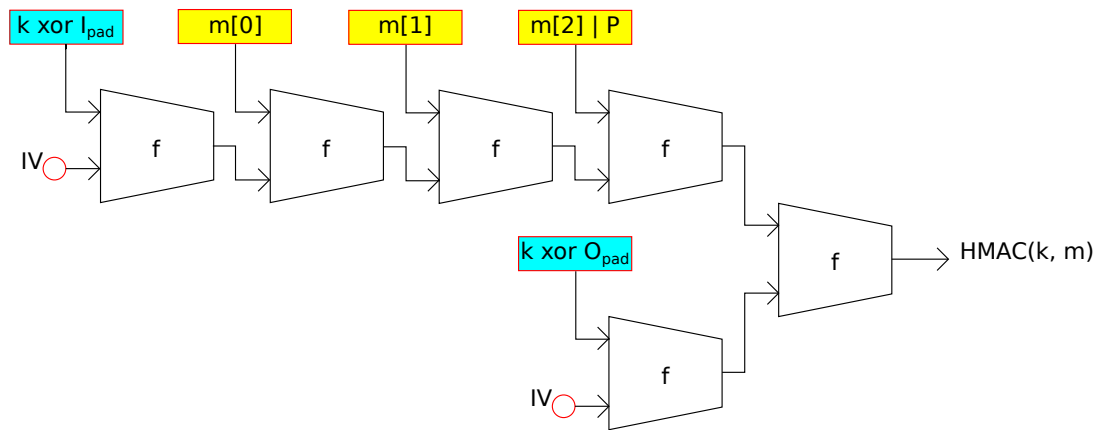 k xor Ipad
m[0]
m[1]
m[2] | P
f
f
f
f
IV
k xor Opad
f
HMAC(k, m)
f
IV